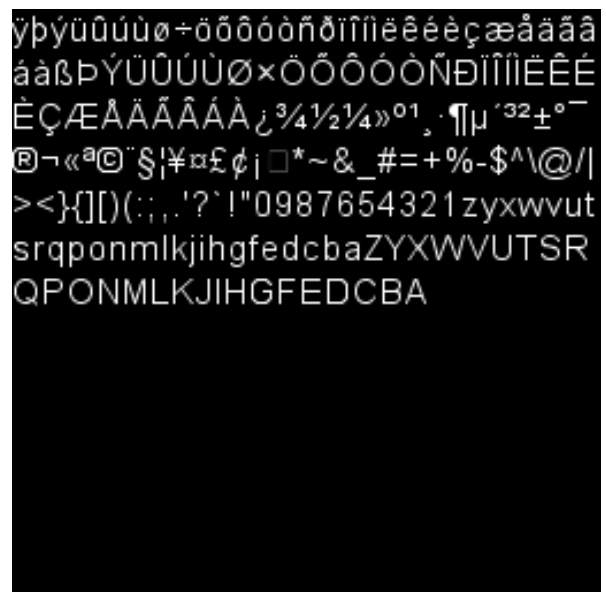 ÿþýüûúùø÷öõôóòñðïîíìëêéèçæåäãâ
áàßÞÝÜÛÚÙØ×ÖÕÔÓÒÑÐÏÎÍÌËÊÉ
ÈÇÆÅÄÃÂÁÀ¿¾½¼»º¹¸·¶µ´³²±°¯
®¬«ª©¨§¦¥¤£¢¡□*~&_#=+%-$^\@/|
><}{][)(:;,.'?`!"0987654321zyxwvut
srqponmlkjihgfedcbaZYXWVUTSR
QPONMLKJIHGFEDCBA